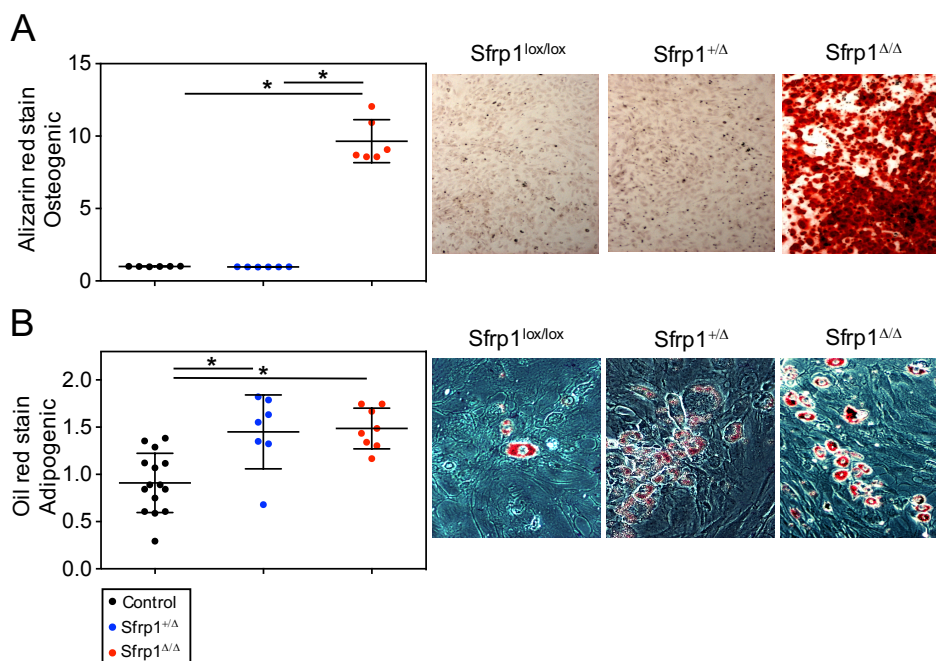 A
Alizarin red stain
Osteogenic
15
10
5
0
*
*
Sfrp1lox/lox
Sfrp1+/Δ
Sfrp1Δ/Δ
B
Oil red stain
Adipogenic
2.0
1.5
1.0
0.5
0.0
*
*
Sfrp1lox/lox
Sfrp1+/Δ
Sfrp1Δ/Δ
Control
Sfrp1+/Δ
Sfrp1Δ/Δ